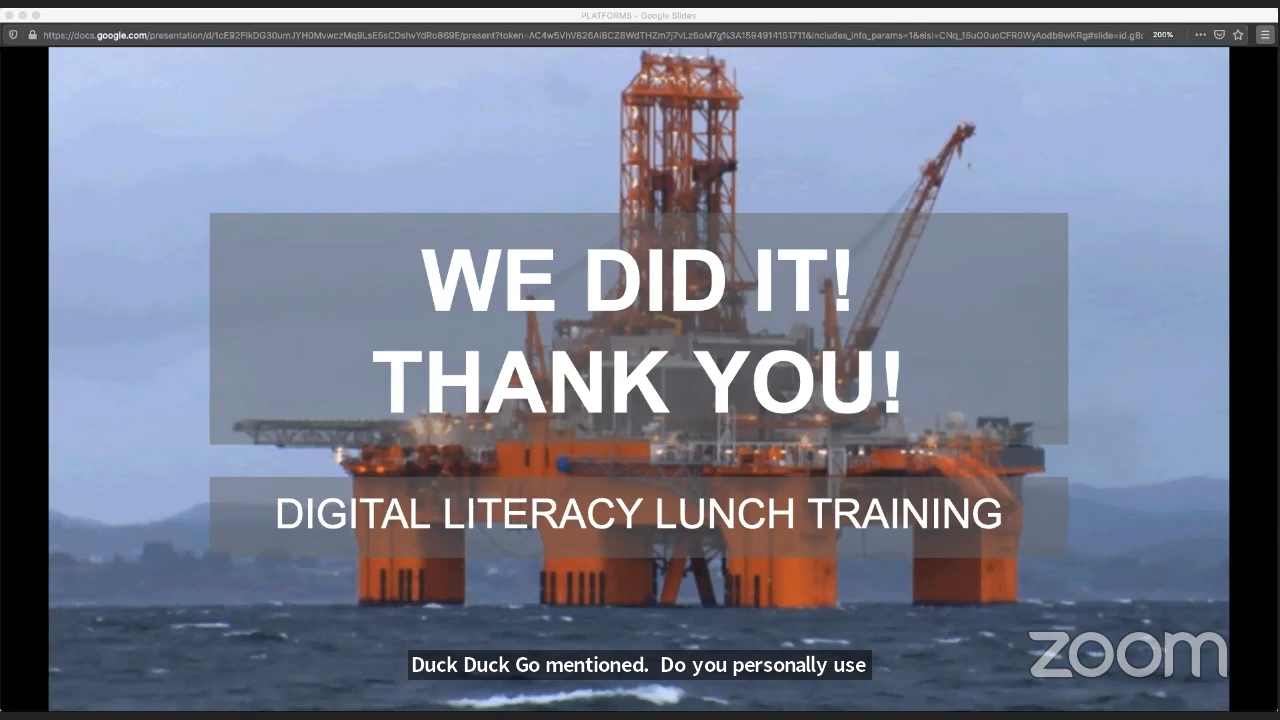 PLATFORMS - Google Slides
200%
WE DID IT!
THANK YOU!
DIGITAL LITERACY LUNCH TRAINING
zoom
Duck Duck Go mentioned. Do you personally use